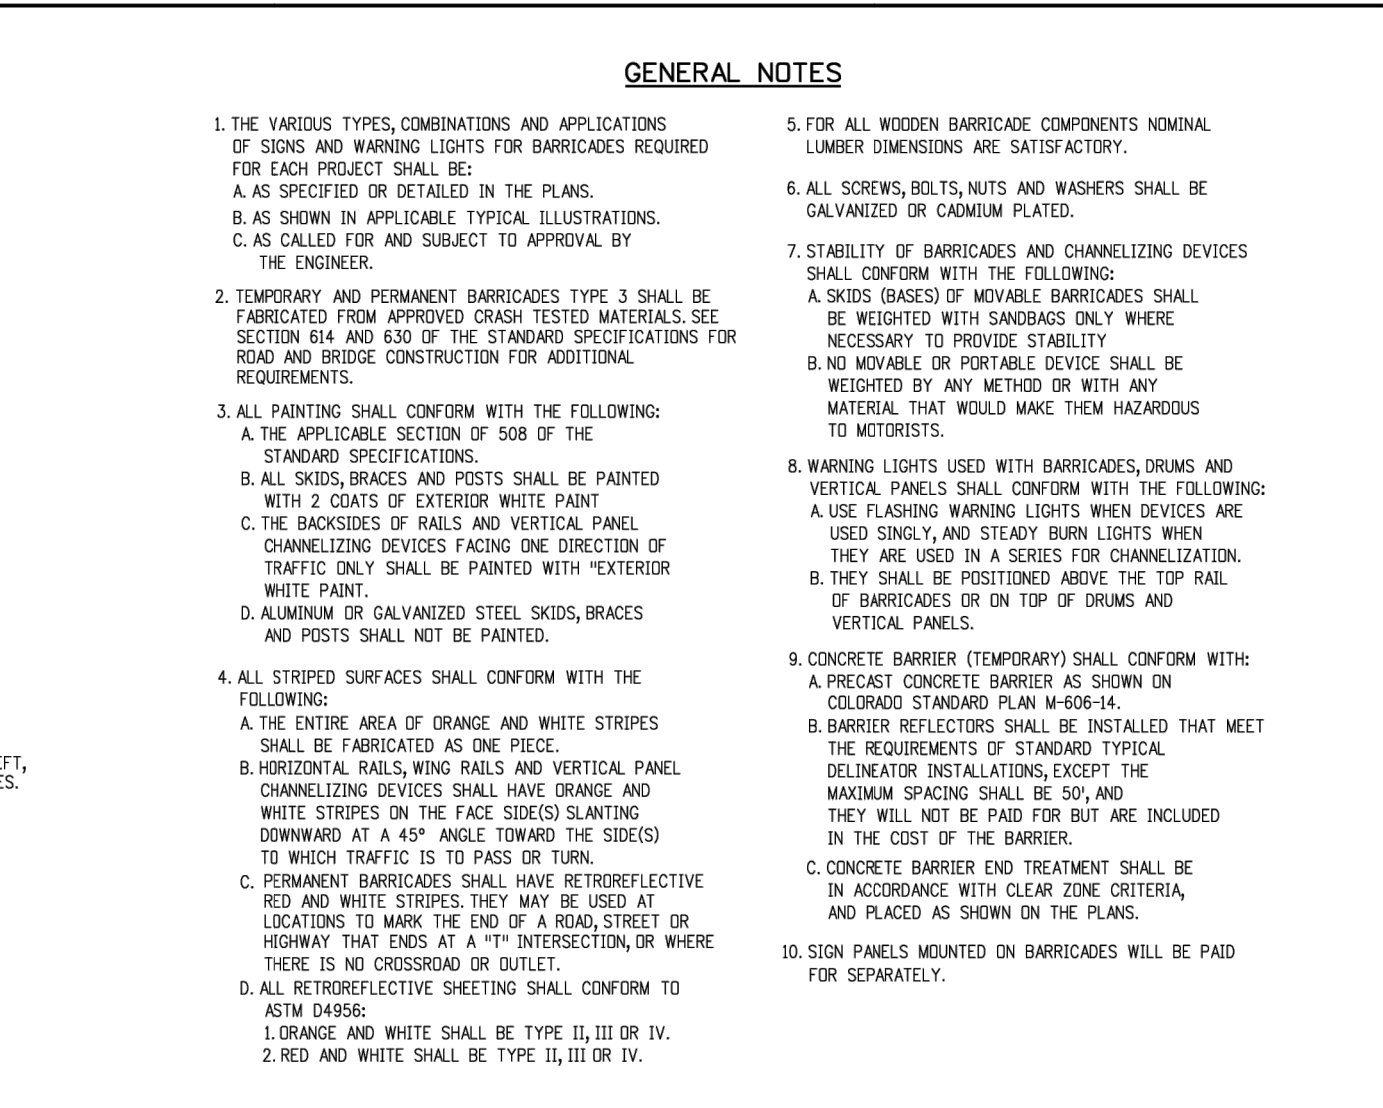 GENERAL NOTES
1. THE VARIOUS TYPES, COMBINATIONS AND APPLICATIONS
OF SIGNS AND WARNING LIGHTS FOR BARRICADES REQUIRED
FOR EACH PROJECT SHALL BE:
A. AS SPECIFIED OR DETAILED IN THE PLANS.
B. AS SHOWN IN APPLICABLE TYPICAL ILLUSTRATIONS.
C. AS CALLED FOR AND SUBJECT TO APPROVAL BY
THE ENGINEER.
2. TEMPORARY AND PERMANENT BARRICADES TYPE 3 SHALL BE
FABRICATED FROM APPROVED CRASH TESTED MATERIALS. SEE
SECTION 614 AND 630 OF THE STANDARD SPECIFICATIONS FOR
ROAD AND BRIDGE CONSTRUCTION FOR ADDITIONAL
REQUIREMENTS.
3. ALL PAINTING SHALL CONFORM WITH THE FOLLOWING:
A. THE APPLICABLE SECTION OF 508 OF THE
STANDARD SPECIFICATIONS.
B. ALL SKIDS, BRACES AND POSTS SHALL BE PAINTED
WITH 2 COATS OF EXTERIOR WHITE PAINT
C. THE BACKSIDES OF RAILS AND VERTICAL PANEL
CHANNELIZING DEVICES FACING ONE DIRECTION OF
TRAFFIC ONLY SHALL BE PAINTED WITH "EXTERIOR
WHITE PAINT.
D. ALUMINUM OR GALVANIZED STEEL SKIDS, BRACES
AND POSTS SHALL NOT BE PAINTED.
4. ALL STRIPED SURFACES SHALL CONFORM WITH THE
FOLLOWING:
A. THE ENTIRE AREA OF ORANGE AND WHITE STRIPES
SHALL BE FABRICATED AS ONE PIECE.
B. HORIZONTAL RAILS, WING RAILS AND VERTICAL PANEL
CHANNELIZING DEVICES SHALL HAVE ORANGE AND
WHITE STRIPES ON THE FACE SIDE(S) SLANTING
DOWNWARD AT A 45° ANGLE TOWARD THE SIDE(S)
TO WHICH TRAFFIC IS TO PASS OR TURN.
C. PERMANENT BARRICADES SHALL HAVE RETROREFLECTIVE
RED AND WHITE STRIPES. THEY MAY BE USED AT
LOCATIONS TO MARK THE END OF A ROAD, STREET OR
HIGHWAY THAT ENDS AT A "T" INTERSECTION, OR WHERE
THERE IS NO CROSSROAD OR OUTLET.
D. ALL RETROREFLECTIVE SHEETING SHALL CONFORM TO
ASTM D4956:
1. ORANGE AND WHITE SHALL BE TYPE II, III OR IV.
2. RED AND WHITE SHALL BE TYPE II, III OR IV.
5. FOR ALL WOODEN BARRICADE COMPONENTS NOMINAL
LUMBER DIMENSIONS ARE SATISFACTORY.
6. ALL SCREWS, BOLTS, NUTS AND WASHERS SHALL BE
GALVANIZED OR CADMIUM PLATED.
7. STABILITY OF BARRICADES AND CHANNELIZING DEVICES
SHALL CONFORM WITH THE FOLLOWING:
A. SKIDS (BASES) OF MOVABLE BARRICADES SHALL
BE WEIGHTED WITH SANDBAGS ONLY WHERE
NECESSARY TO PROVIDE STABILITY
B. NO MOVABLE OR PORTABLE DEVICE SHALL BE
WEIGHTED BY ANY METHOD OR WITH ANY
MATERIAL THAT WOULD MAKE THEM HAZARDOUS
TO MOTORISTS.
8. WARNING LIGHTS USED WITH BARRICADES, DRUMS AND
VERTICAL PANELS SHALL CONFORM WITH THE FOLLOWING:
A. USE FLASHING WARNING LIGHTS WHEN DEVICES ARE
USED SINGLY, AND STEADY BURN LIGHTS WHEN
THEY ARE USED IN A SERIES FOR CHANNELIZATION.
B. THEY SHALL BE POSITIONED ABOVE THE TOP RAIL
OF BARRICADES OR ON TOP OF DRUMS AND
VERTICAL PANELS.
9. CONCRETE BARRIER (TEMPORARY) SHALL CONFORM WITH:
A. PRECAST CONCRETE BARRIER AS SHOWN ON
COLORADO STANDARD PLAN M-606-14.
B. BARRIER REFLECTORS SHALL BE INSTALLED THAT MEET
THE REQUIREMENTS OF STANDARD TYPICAL
DELINEATOR INSTALLATIONS, EXCEPT THE
MAXIMUM SPACING SHALL BE 50', AND
THEY WILL NOT BE PAID FOR BUT ARE INCLUDED
IN THE COST OF THE BARRIER.
C. CONCRETE BARRIER END TREATMENT SHALL BE
IN ACCORDANCE WITH CLEAR ZONE CRITERIA,
AND PLACED AS SHOWN ON THE PLANS.
10. SIGN PANELS MOUNTED ON BARRICADES WILL BE PAID
FOR SEPARATELY.